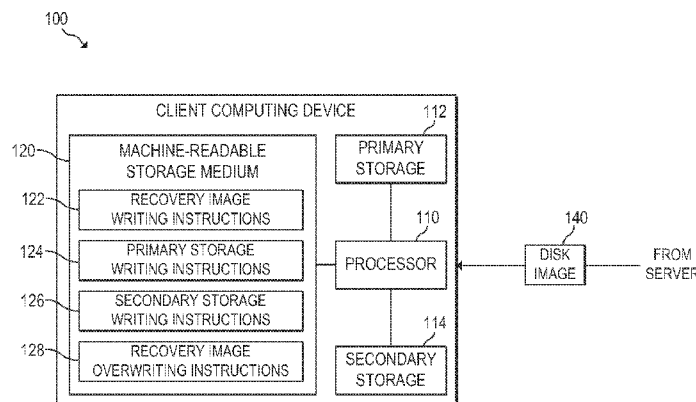 100
CLIENT COMPUTING DEVICE
120
MACHINE-READABLE
STORAGE MEDIUM
122
RECOVERY IMAGE
WRITING INSTRUCTIONS
124
PRIMARY STORAGE
WRITING INSTRUCTIONS
126
SECONDARY STORAGE
WRITING INSTRUCTIONS
128
RECOVERY IMAGE
OVERWRITING INSTRUCTIONS
112
PRIMARY
STORAGE
110
PROCESSOR
114
SECONDARY
STORAGE
140
DISK
IMAGE
FROM
SERVER